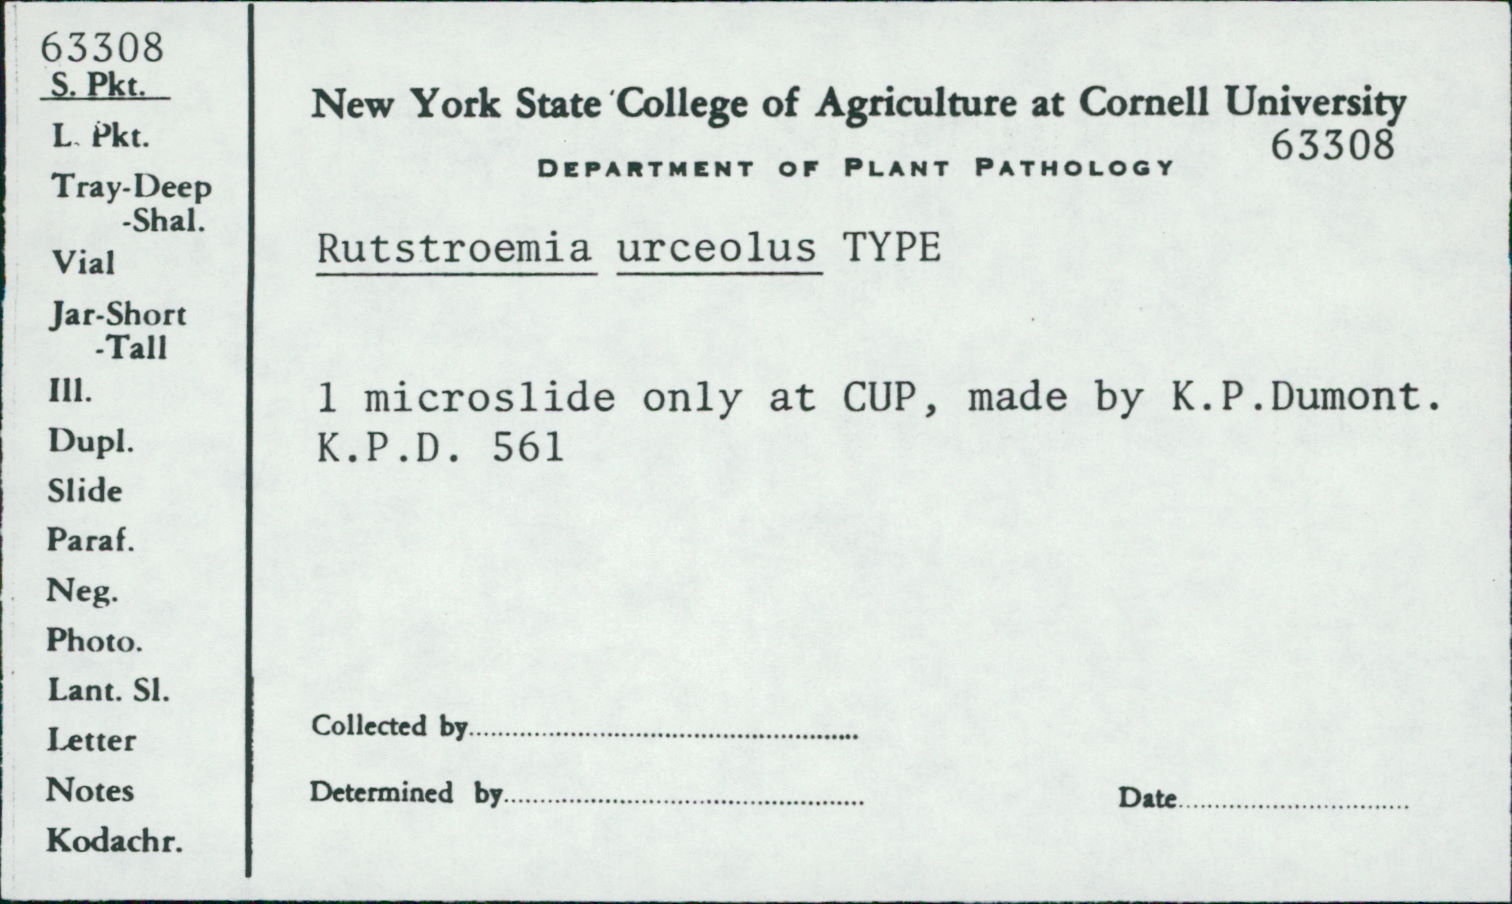 63308
S. Pkt.
L. Pkt.
Tray-Deep
-Shal.
Vial
Jar-Short
-Tall
Ill.
Dupl.
Slide
Paraf.
Neg.
Photo.
Lant. Sl.
Letter
Notes
Kodachr.
New York State College of Agriculture at Cornell University
63308
DEPARTMENT OF PLANT PATHOLOGY
Rutstroemia urceolus TYPE
1 microslide only at CUP, made by K.P.Dumont.
K.P.D. 561
Collected by
Determined by
Date